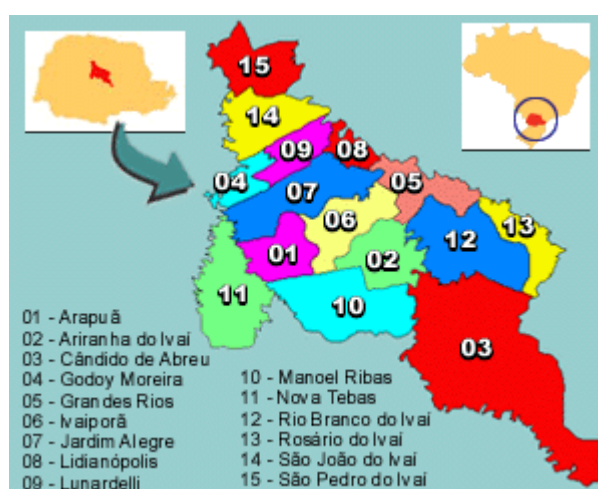 15
14
09
08
04
07
05
06
13
12
01
02
11
10
03
01 - Arapuã
02 - Ariranha do Ivaí
03 - Cândido de Abreu
04 - Godoy Moreira
05 - Grandes Rios
06 - Ivaiporã
07 - Jardim Alegre
08 - Lidianópolis
09 - Lunardelli
10 - Manoel Ribas
11 - Nova Tebas
12 - Rio Branco do Ivaí
13 - Rosário do Ivaí
14 - São João do Ivaí
15 - São Pedro do Ivaí